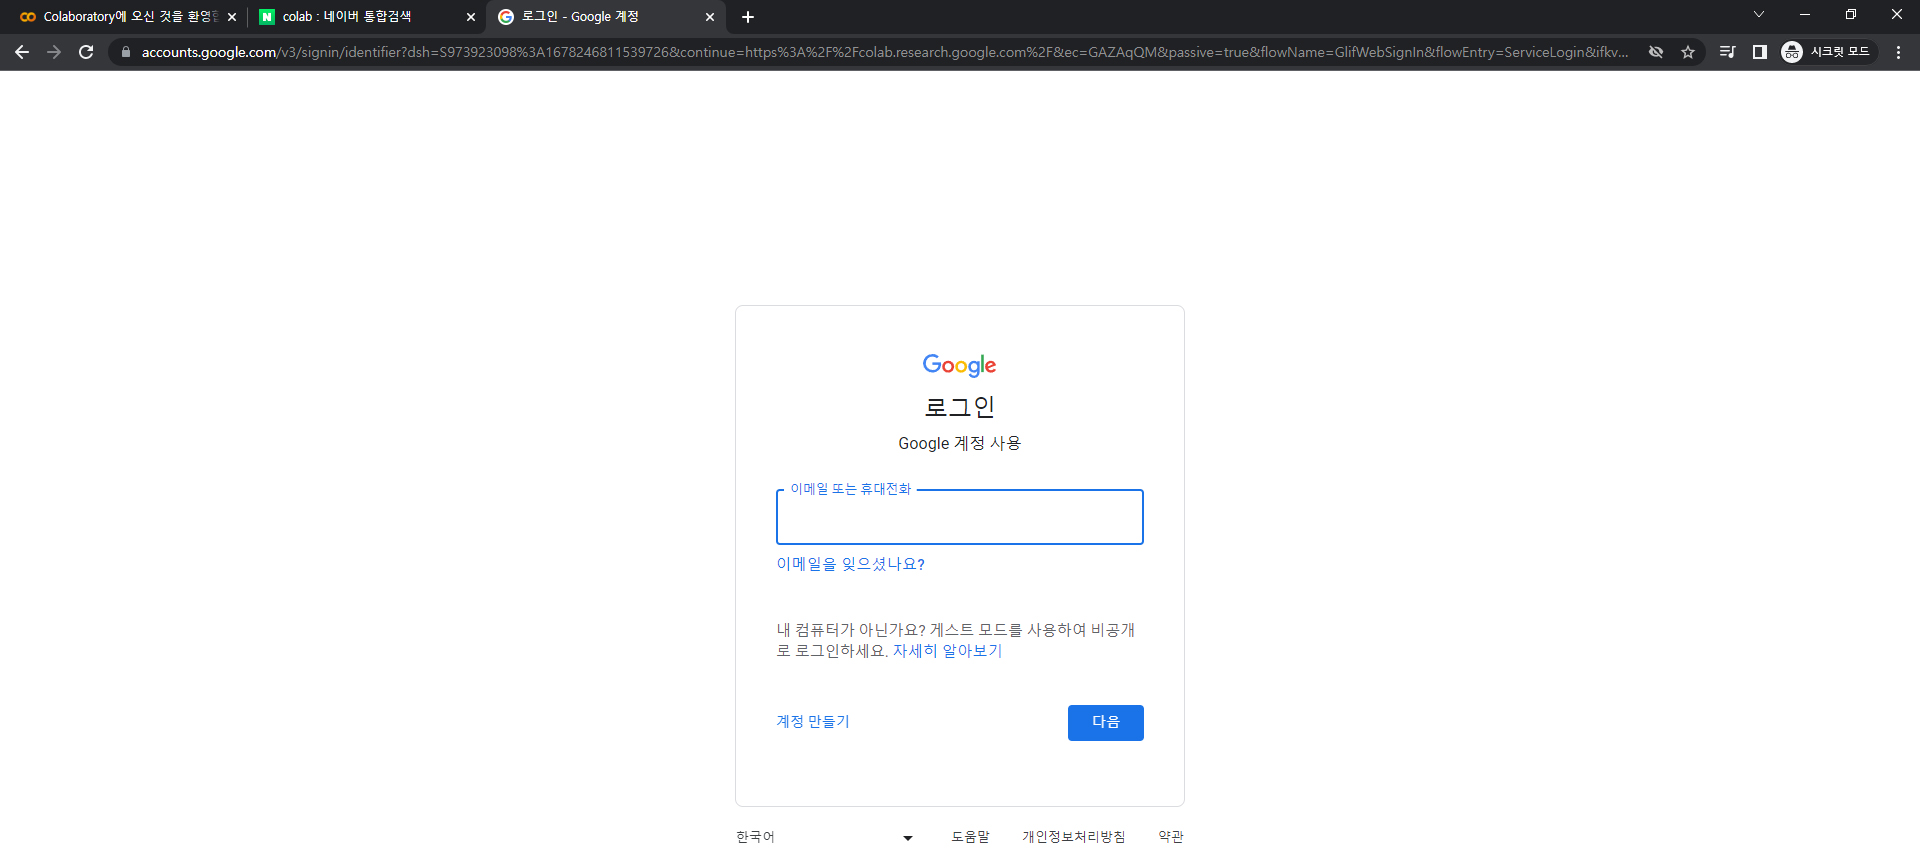 Colaboratory에 오신 것을 환영합
colab : 네이버 통합검색
로그인 - Google 계정
accounts.google.com/v3/signin/identifier?dsh=S973923098%3A1678246811539726&continue=https%3A%2F%2Fcolab.research.google.com%2F&ec=GAZAqQM&passive=true&flowName=GlifWebSignIn&flowEntry=ServiceLogin&ifkv...
시크릿 모드
Google
로그인
Google 계정 사용
이메일 또는 휴대전화
이메일을 잊으셨나요?
내 컴퓨터가 아닌가요? 게스트 모드를 사용하여 비공개
로 로그인하세요. 자세히 알아보기
계정 만들기
다음
한국어
도움말
개인정보처리방침
약관